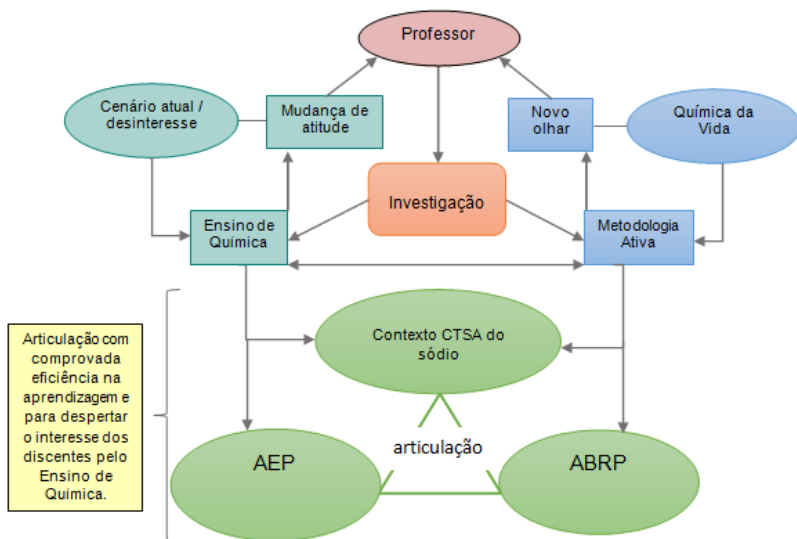 Professor
Cenário atual /
desinteresse
Mudança de
atitude
Novo
olhar
Química da
Vida
Investigação
Ensino de
Química
Metodologia
Ativa
Contexto CTSA do
sódio
Articulação com
comprovada
eficiência na
aprendizagem e
para despertar
o interesse dos
discentes pelo
Ensino de
Química.
articulação
AEP
ABRP